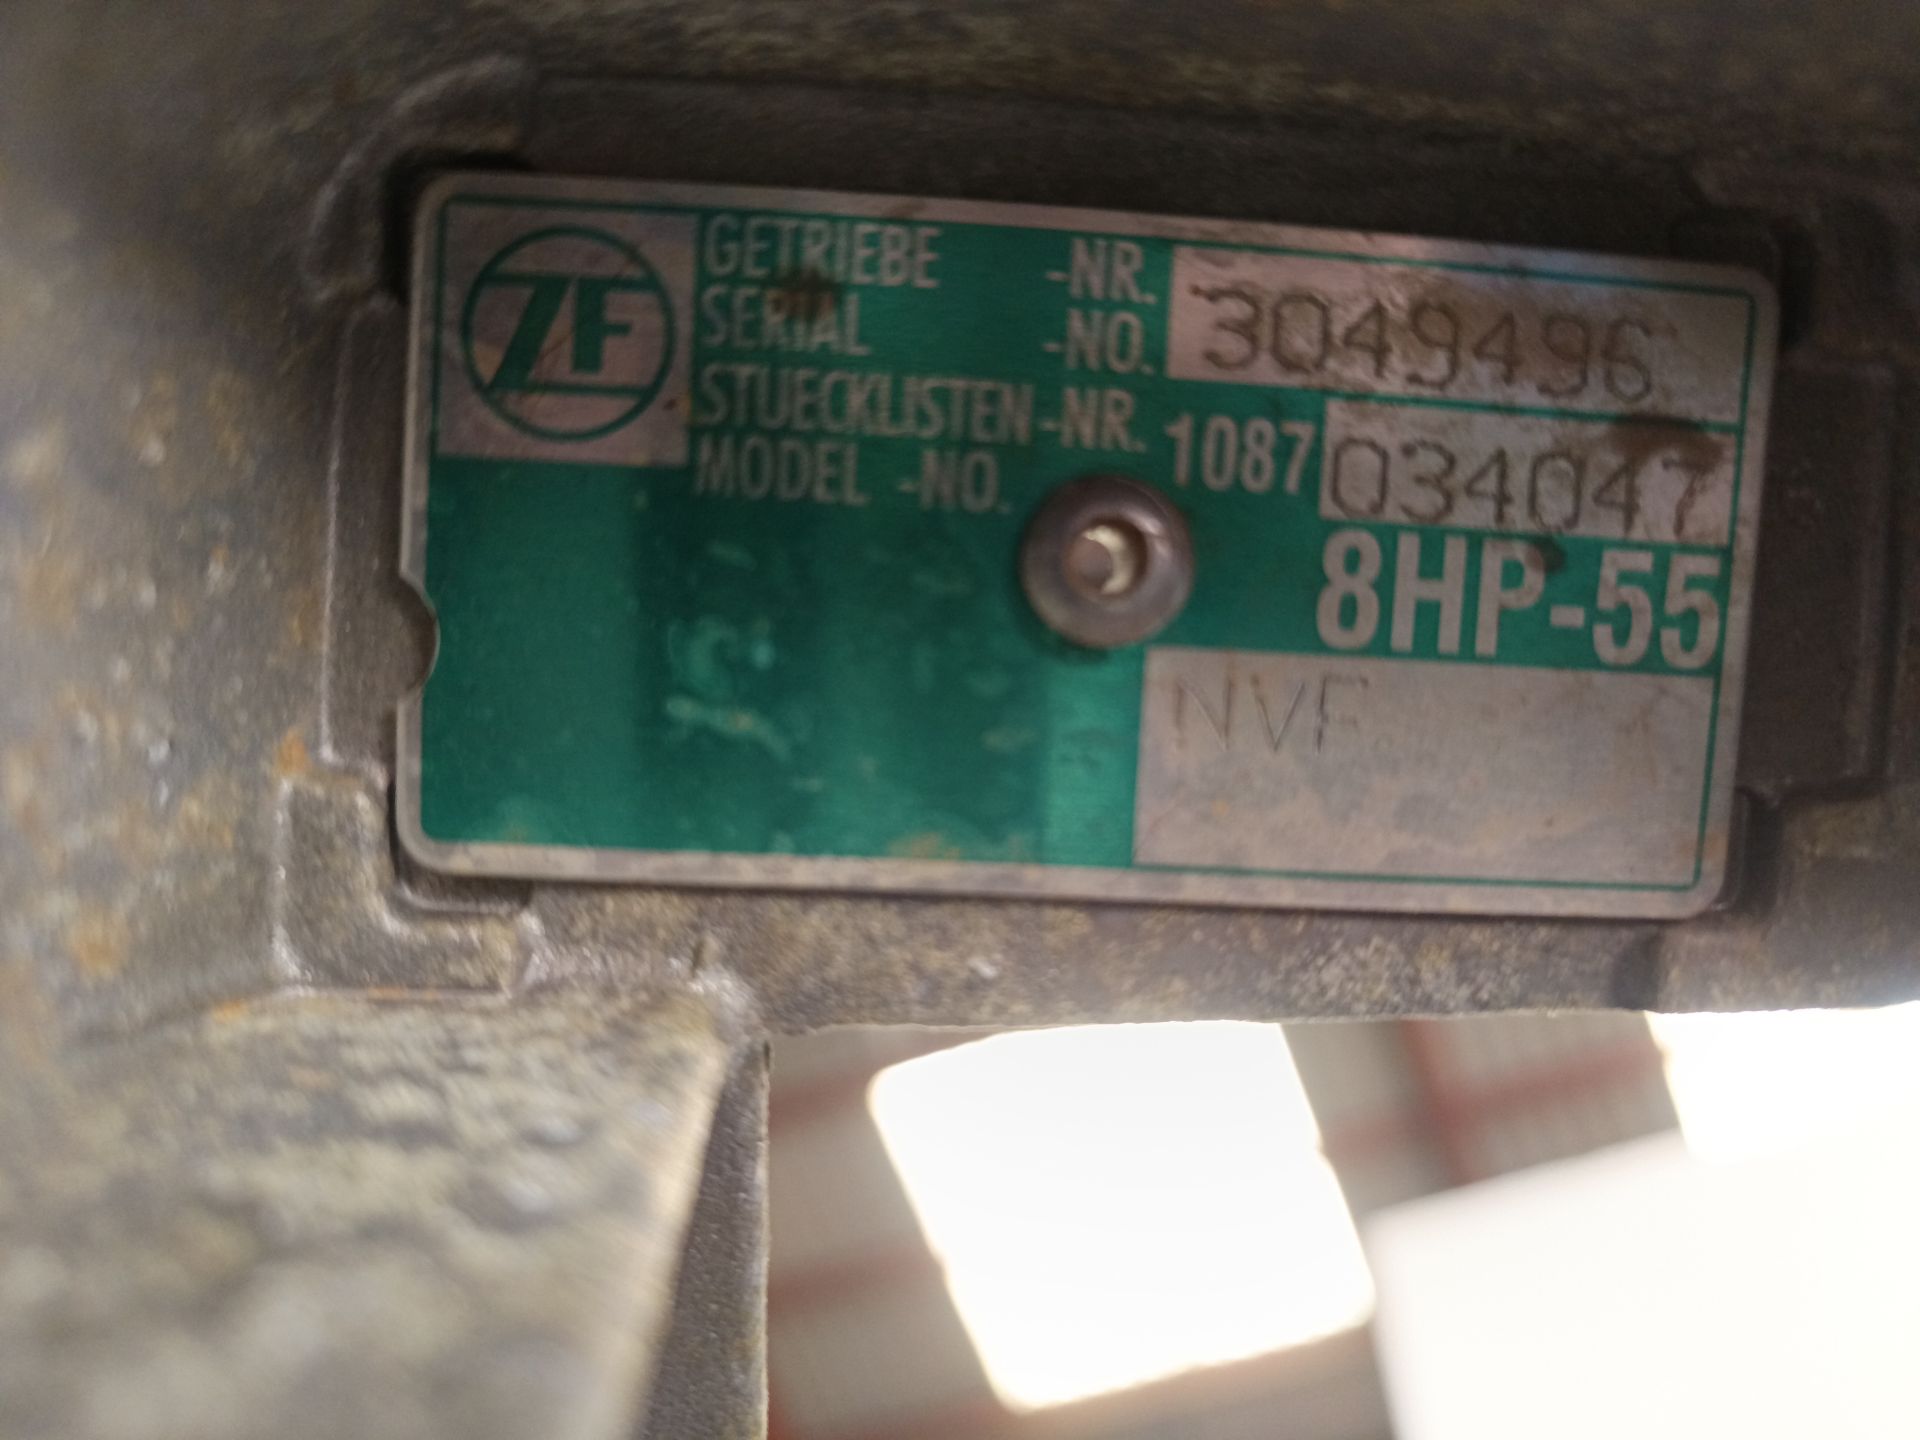 ZF
GETRIEBE -NR.
SERIAL -NO. 3049496
STUECKLISTEN-NR.
MODEL -NO. 1087 034047
8HP-55
NVF